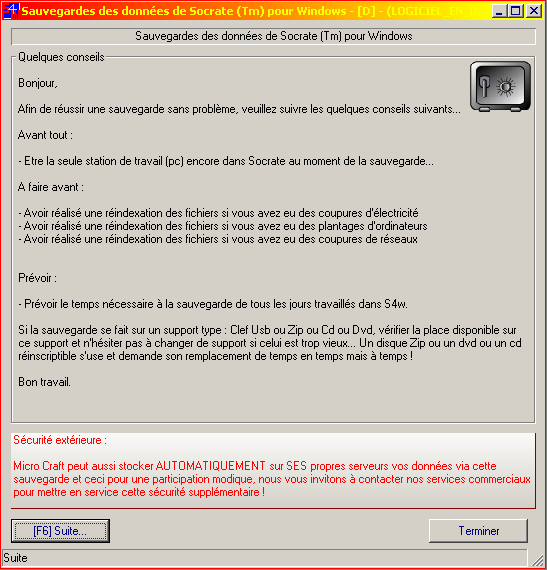 Sauvegardes des données de Socrate (Tm) pour Windows - [D] - (LOGICIEL_EN_
Sauvegardes des données de Socrate (Tm) pour Windows
Quelques conseils
Bonjour,
Afin de réussir une sauvegarde sans problème, veuillez suivre les quelques conseils suivants...
Avant tout :
- Etre la seule station de travail (pc) encore dans Socrate au moment de la sauvegarde...
A faire avant :
- Avoir réalisé une réindexation des fichiers si vous avez eu des coupures d'électricité
- Avoir réalisé une réindexation des fichiers si vous avez eu des plantages d'ordinateurs
- Avoir réalisé une réindexation des fichiers si vous avez eu des coupures de réseaux
Prévoir :
- Prévoir le temps nécessaire à la sauvegarde de tous les jours travaillés dans S4w.
Si la sauvegarde se fait sur un support type : Clef Usb ou Zip ou Cd ou Dvd, vérifier la place disponible sur
ce support et n'hésiter pas à changer de support si celui est trop vieux... Un disque Zip ou un dvd ou un cd
réinscriptible s'use et demande son remplacement de temps en temps mais à temps !
Bon travail.
Sécurité extérieure :
Micro Craft peut aussi stocker AUTOMATIQUEMENT sur SES propres serveurs vos données via cette
sauvegarde et ceci pour une participation modique, nous vous invitons à contacter nos services commerciaux
pour mettre en service cette sécurité supplémentaire !
[F6] Suite...
Terminer
Suite